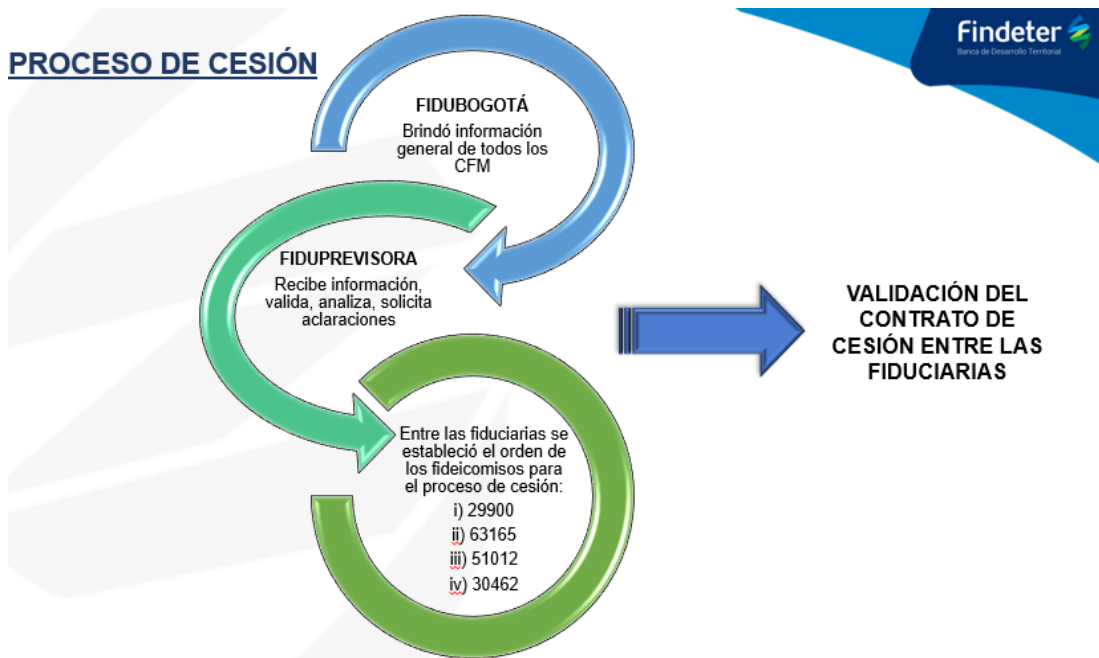 PROCESO DE CESIÓN
Findeter
Banca de Desarrollo Territorial
FIDUBOGOTÁ
Brindó información
general de todos los
CFM
FIDUPREVISORA
Recibe información,
valida, analiza, solicita
aclaraciones
Entre las fiduciarias se
estableció el orden de
los fideicomisos para
el proceso de cesión:
i) 29900
ii) 63165
iii) 51012
iv) 30462
VALIDACIÓN DEL
CONTRATO DE
CESIÓN ENTRE LAS
FIDUCIARIAS